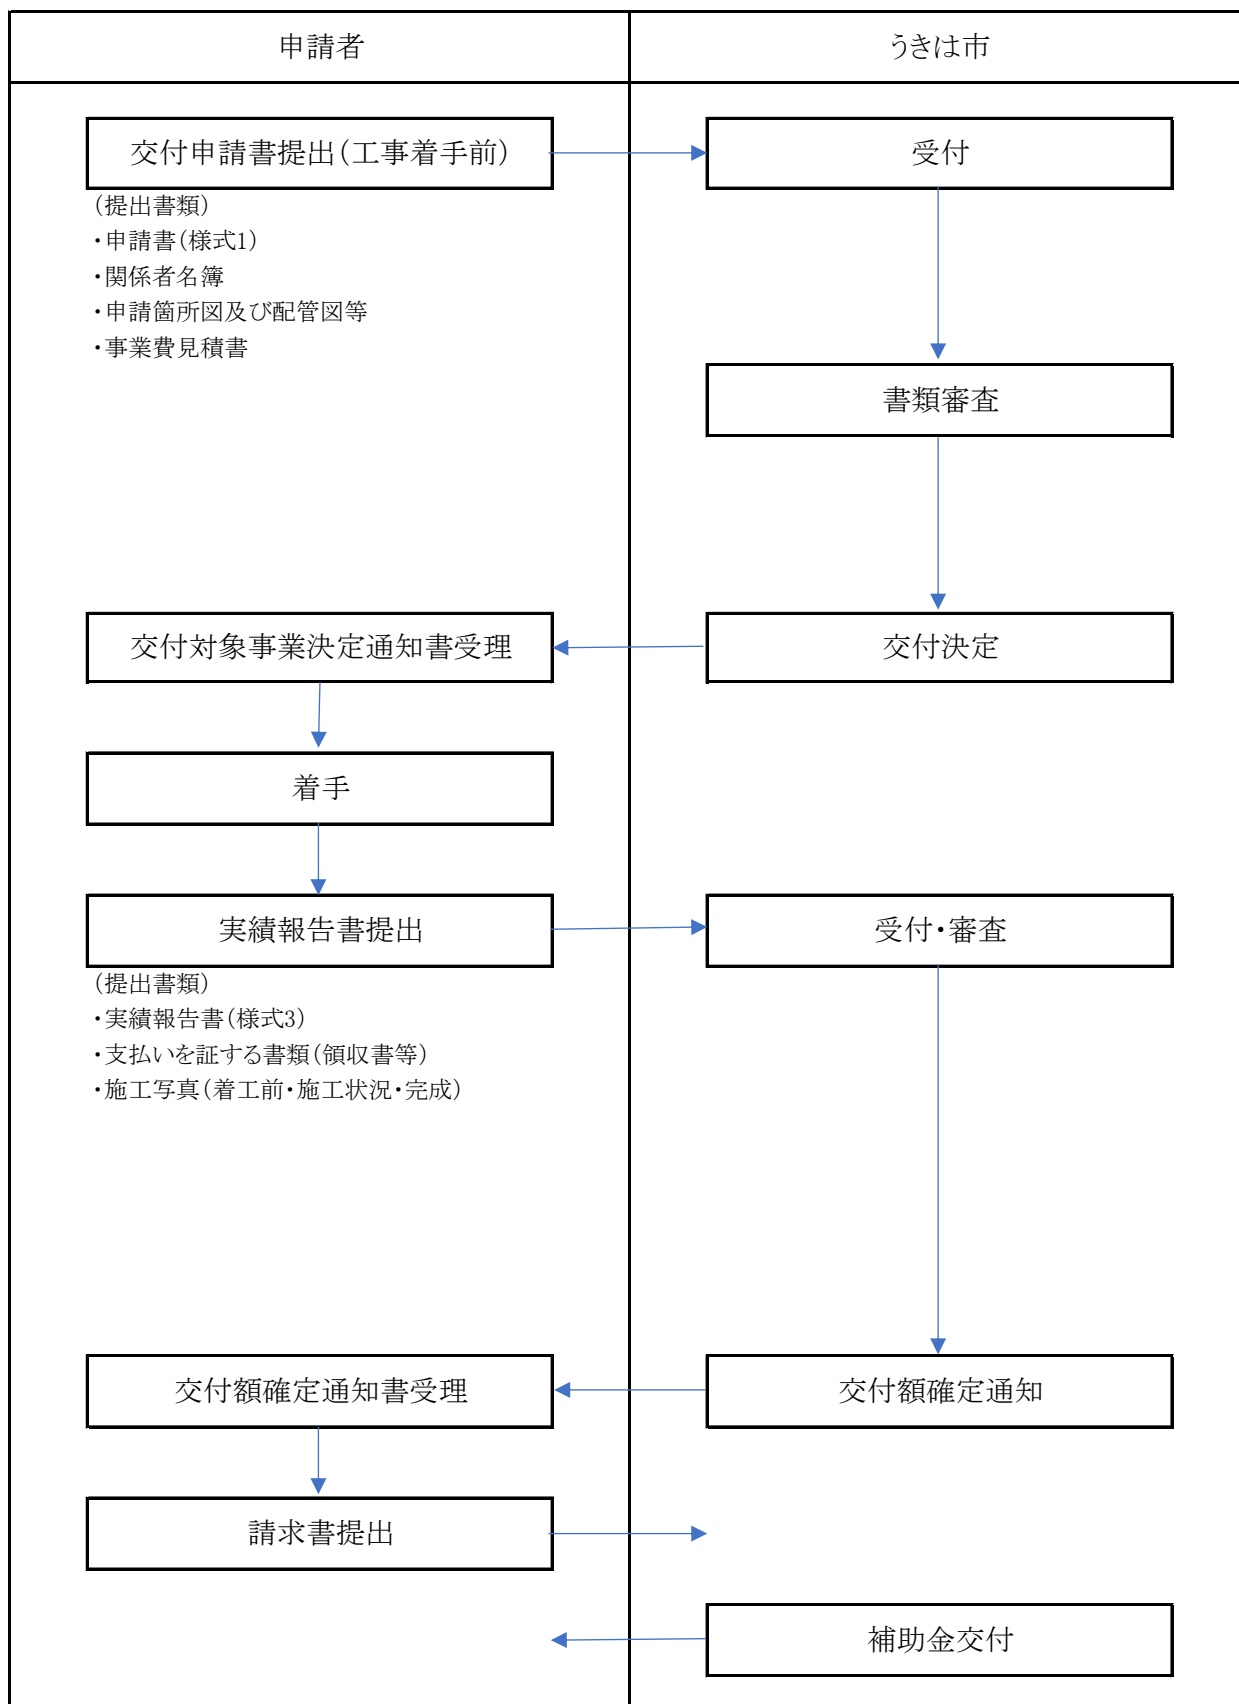 申請者
うきは市
交付申請書提出(工事着手前)
受付
(提出書類)
・申請書(様式1)
・関係者名簿
・申請箇所図及び配管図等
・事業費見積書
書類審査
交付対象事業決定通知書受理
交付決定
着手
実績報告書提出
受付・審査
(提出書類)
・実績報告書(様式3)
・支払いを証する書類(領収書等)
・施工写真(着工前・施工状況・完成)
交付額確定通知書受理
交付額確定通知
請求書提出
補助金交付